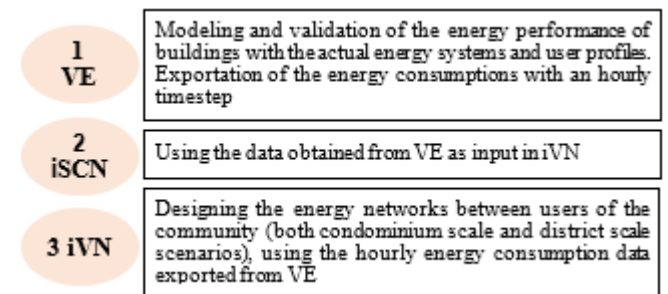 1
VE
Modeling and validation of the energy performance of
buildings with the actual energy systems and user profiles.
Exportation of the energy consumptions with an hourly
timestep
2
iSCN
Using the data obtained from VE as input in iVN
3 iVN
Designing the energy networks between users of the
community (both condominium scale and district scale
scenarios), using the hourly energy consumption data
exported from VE